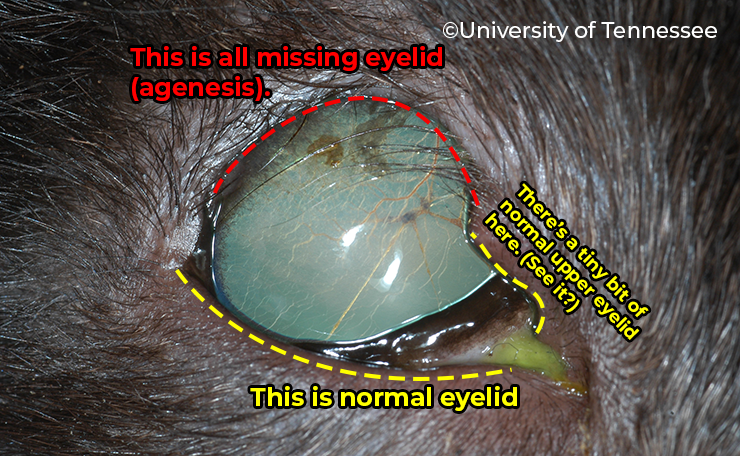 ©University of Tennessee
This is all missing eyelid
(agenesis).
There's a tiny bit of
normal upper eyelid
here. (See it?)
This is normal eyelid